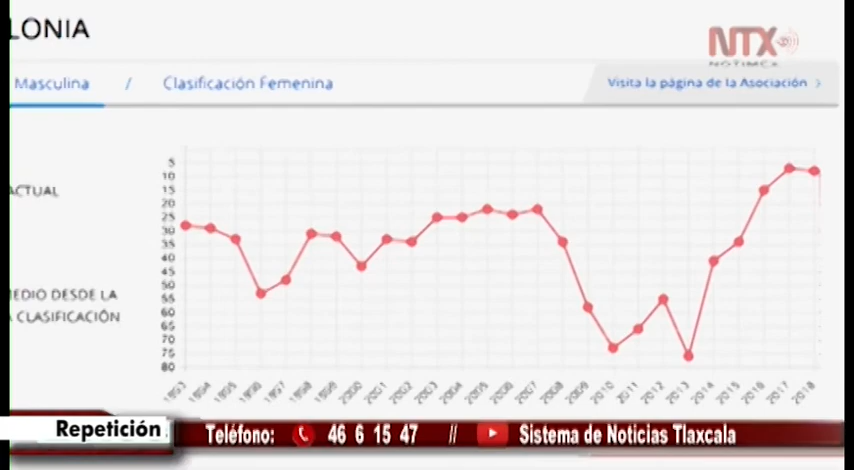 LONIA
NTX
NOTIMEX
Masculina / Clasificación Femenina
Visita la página de la Asociación >
ACTUAL
MEDIO DESDE LA
A CLASIFICACIÓN
5
10
15
20
25
30
35
40
45
50
55
60
65
70
75
80
1993 1994 1995 1996 1997 1998 1999 2000 2001 2002 2003 2004 2005 2006 2007 2008 2009 2010 2011 2012 2013 2014 2015 2016 2017 2018
Repetición
Teléfono: 46 6 15 47 // Sistema de Noticias Tlaxcala